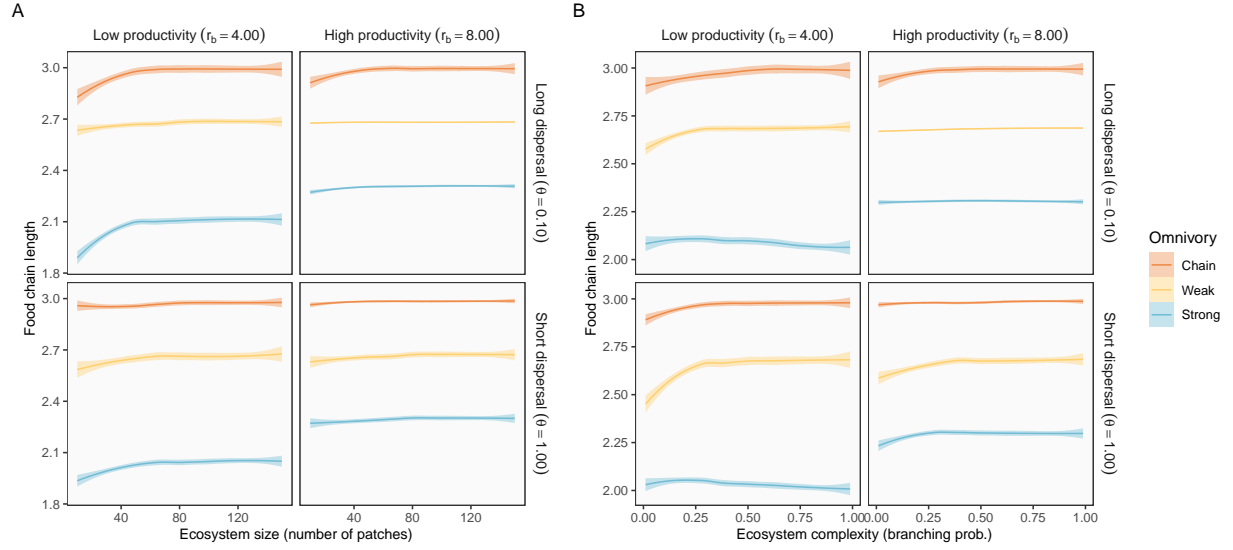 A
B
Low productivity (r_b = 4.00)
High productivity (r_b = 8.00)
Low productivity (r_b = 4.00)
High productivity (r_b = 8.00)
Food chain length
3.0
2.7
2.4
2.1
1.8
3.0
2.7
2.4
2.1
1.8
Long dispersal (θ = 0.10)
Short dispersal (θ = 1.00)
40
80
120
40
80
120
Ecosystem size (number of patches)
Food chain length
3.00
2.75
2.50
2.25
2.00
3.00
2.75
2.50
2.25
2.00
Long dispersal (θ = 0.10)
Short dispersal (θ = 1.00)
0.00
0.25
0.50
0.75
1.00
0.00
0.25
0.50
0.75
1.00
Ecosystem complexity (branching prob.)
Omnivory
Chain
Weak
Strong